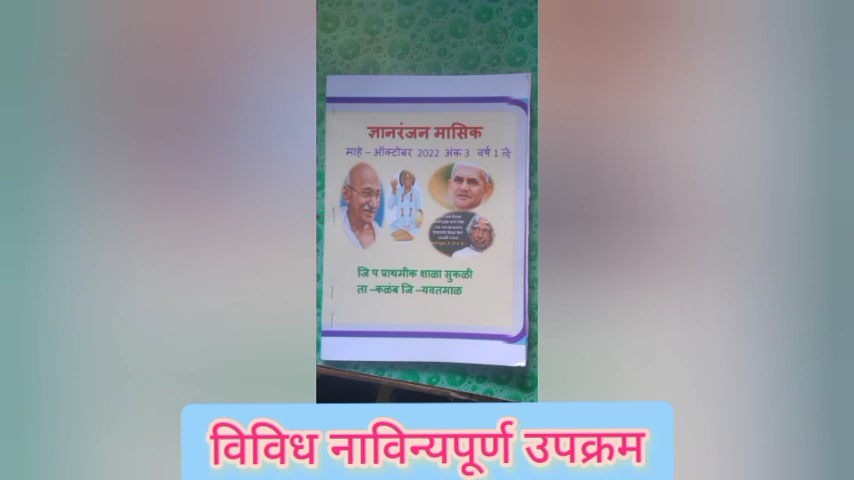 ज्ञानरंजन मासिक
माहे – ऑक्टोबर 2022 अंक 3 वर्ष 1 ले
जि प प्राथमीक शाळा सुकळी
ता –कळंब जि –यवतमाळ
विविध नाविन्यपूर्ण उपक्रम